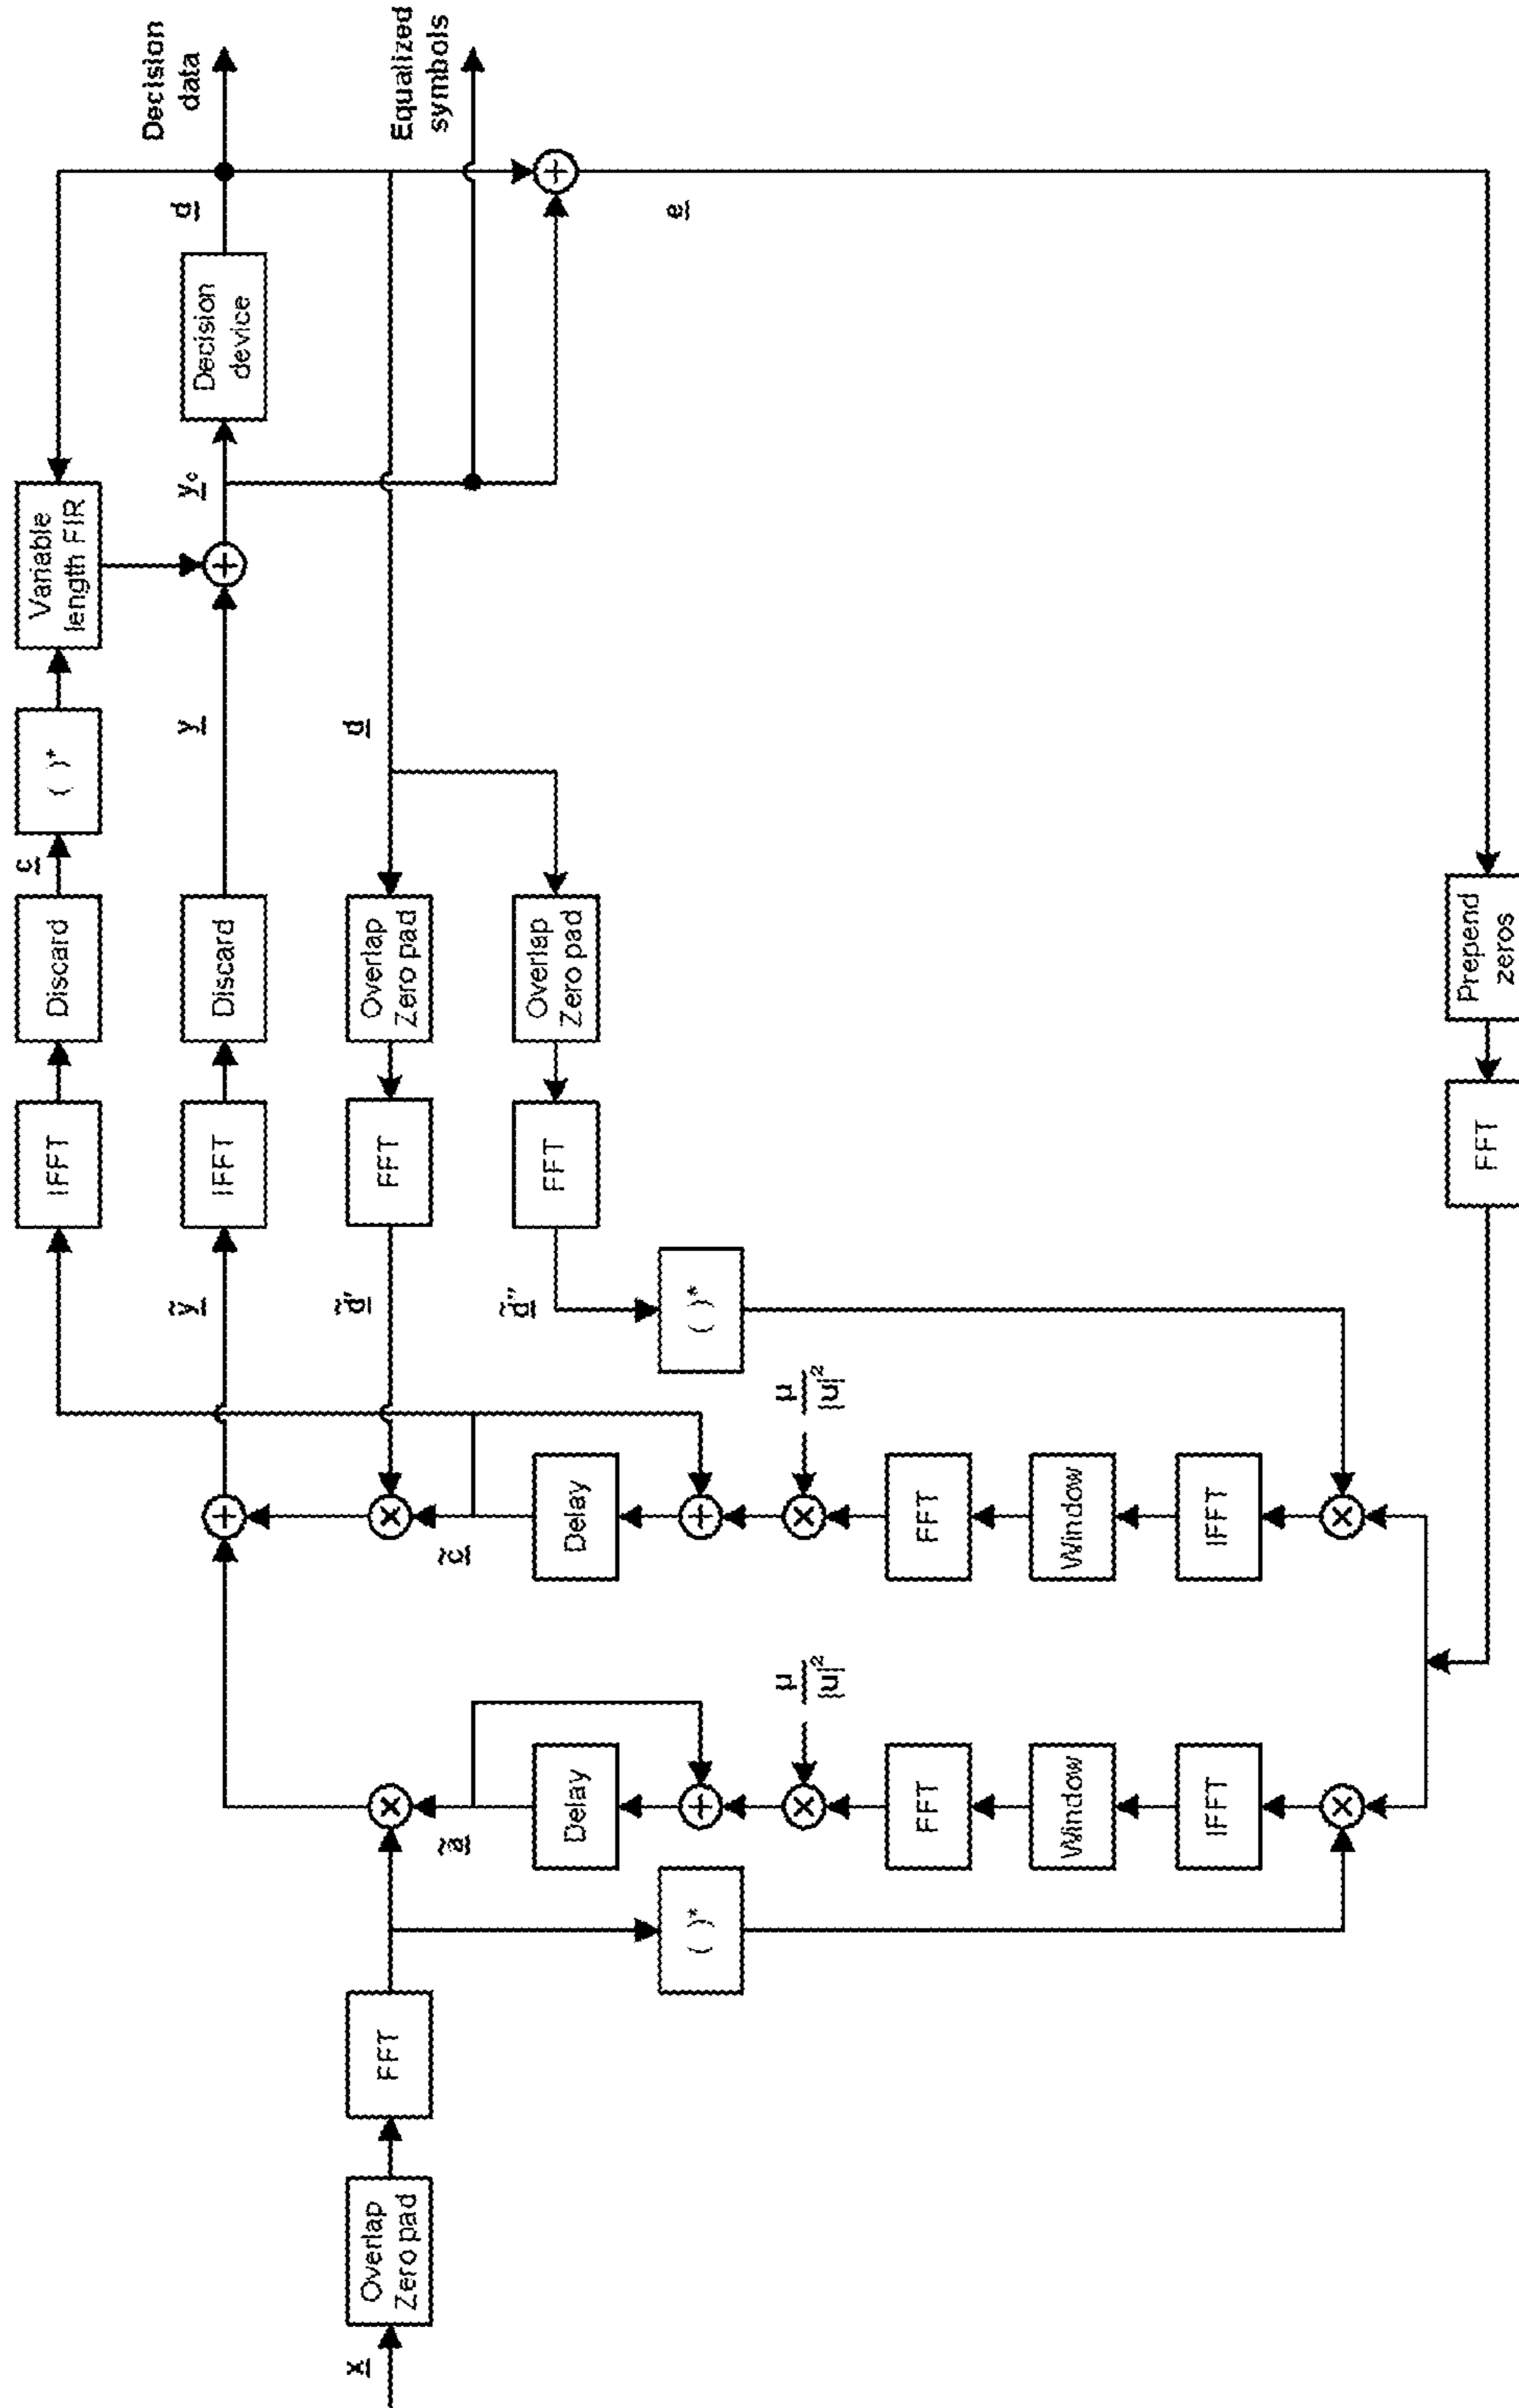 Decision
data
Equalized
symbols
Variable
length FIR
( )*
c
Discard
IFFT
d
Decision
device
y_c
y
Discard
IFFT
ỹ
d
Overlap
Zero pad
FFT
d̃'
Overlap
Zero pad
FFT
d̃''
( )*
e
Prepend
zeros
FFT
c̃
Delay
μ
|u|²
FFT
Window
IFFT
ã
Delay
μ
|u|²
FFT
Window
IFFT
( )*
FFT
Overlap
Zero pad
x